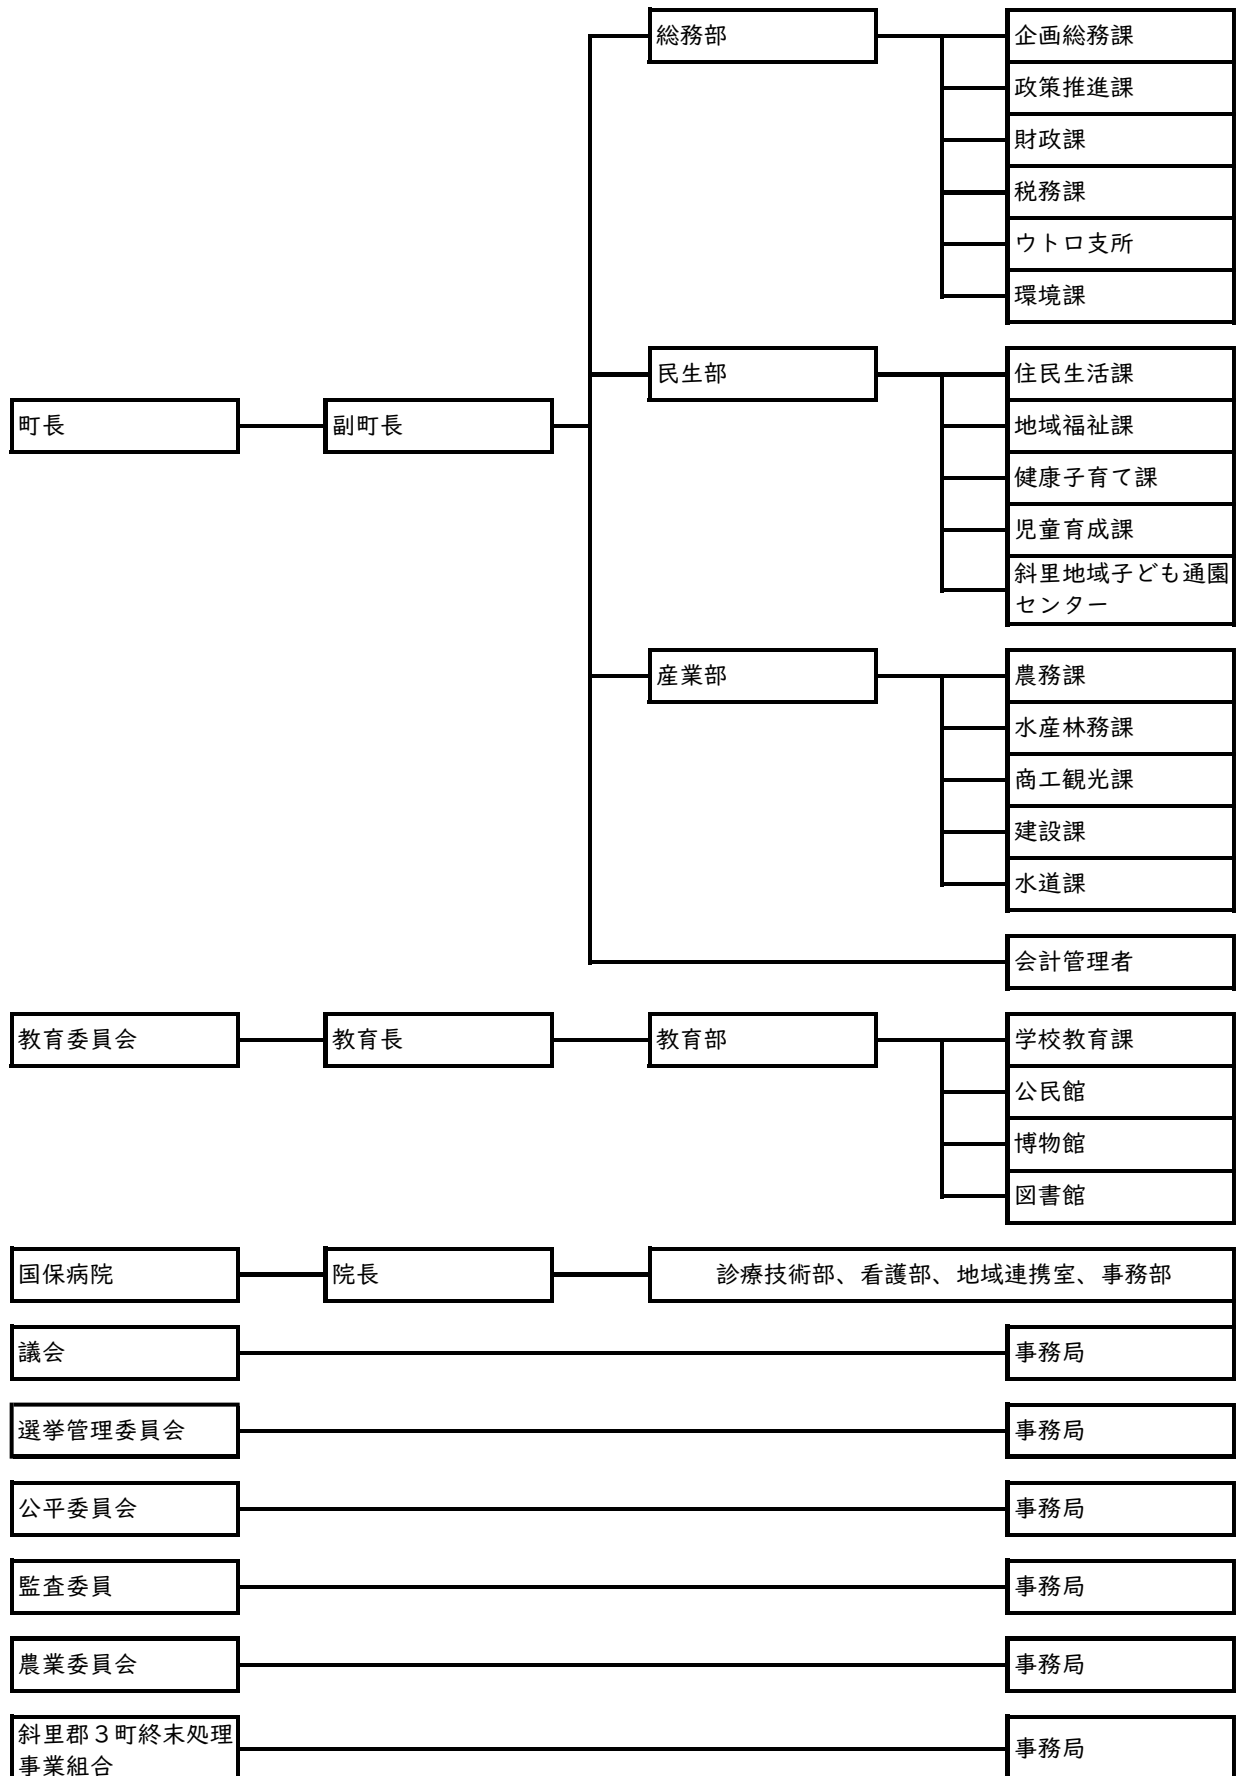 総務部
企画総務課
政策推進課
財政課
税務課
ウトロ支所
環境課
民生部
住民生活課
町長
副町長
地域福祉課
健康子育て課
児童育成課
斜里地域子ども通園
センター
産業部
農務課
水産林務課
商工観光課
建設課
水道課
会計管理者
教育委員会
教育長
教育部
学校教育課
公民館
博物館
図書館
国保病院
院長
診療技術部、看護部、地域連携室、事務部
議会
事務局
選挙管理委員会
事務局
公平委員会
事務局
監査委員
事務局
農業委員会
事務局
斜里郡３町終末処理
事業組合
事務局